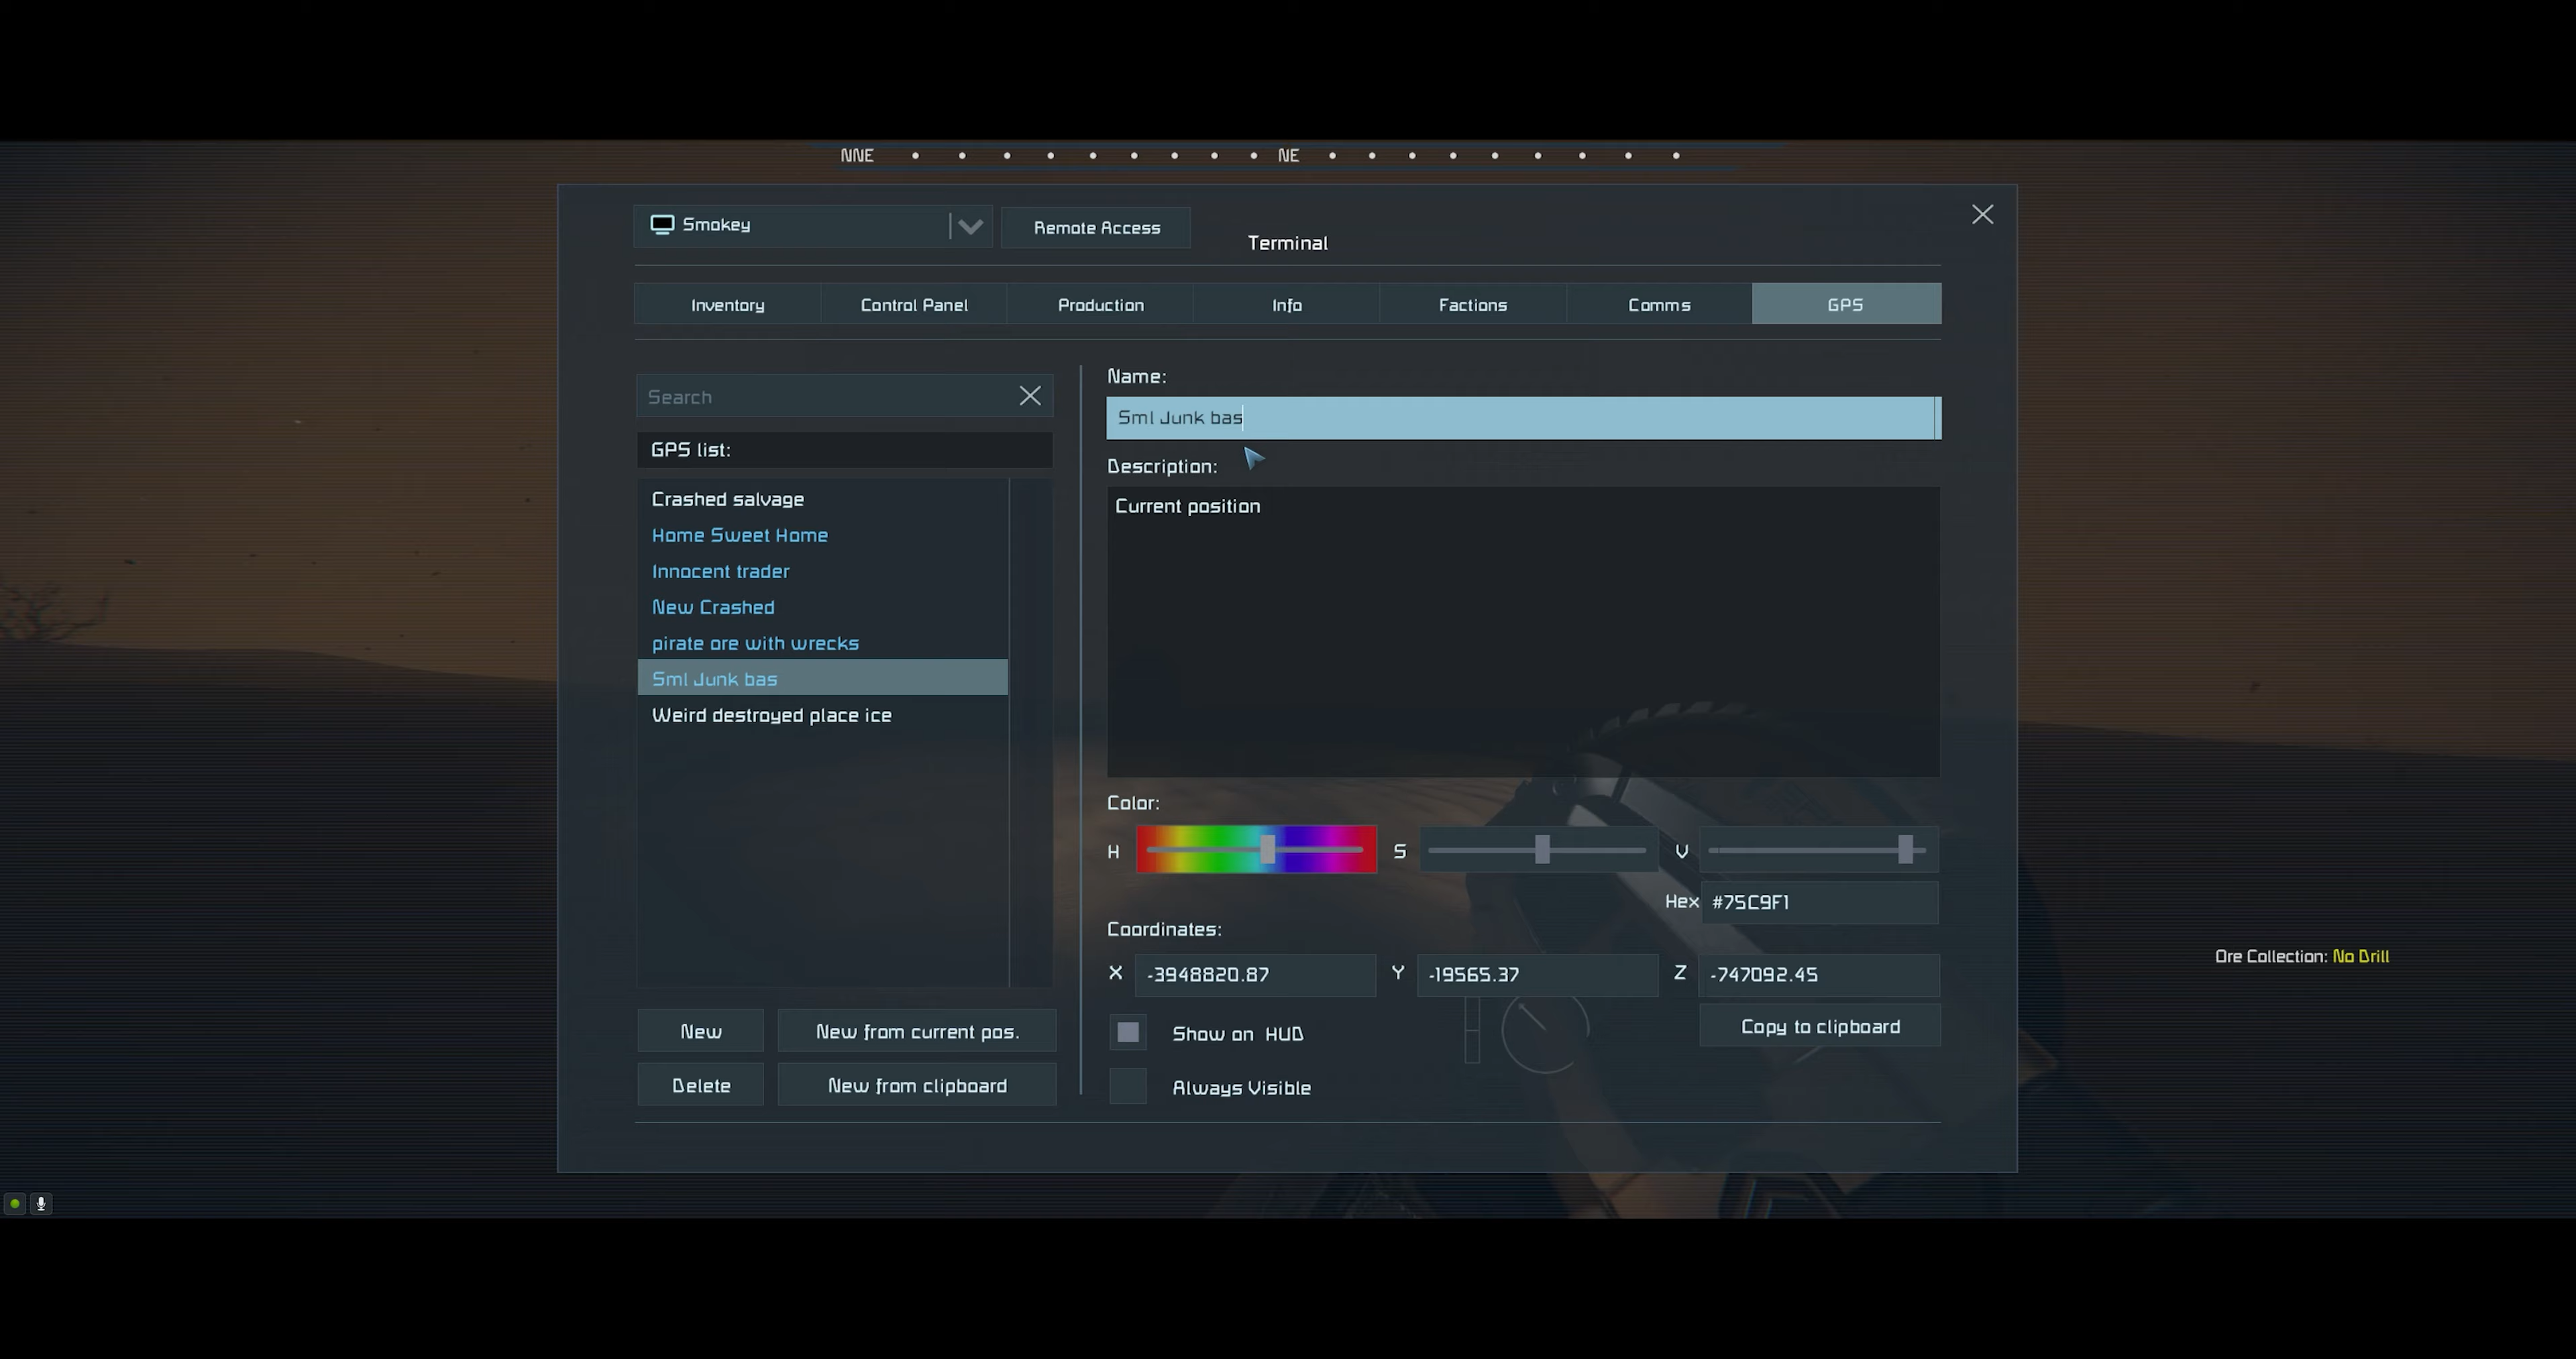 NNE NE
Smokey
Remote Access
Terminal
Inventory
Control Panel
Production
Info
Factions
Comms
GPS
Search
GPS list:
Crashed salvage
Home Sweet Home
Innocent trader
New Crashed
pirate ore with wrecks
Sml Junk bas
Weird destroyed place ice
New
New from current pos.
Delete
New from clipboard
Name:
Sml Junk bas
Description:
Current position
Color:
H S V
Hex #75C9F1
Coordinates:
X -3948820.87 Y -19565.37 Z -747092.45
Show on HUD
Copy to clipboard
Always Visible
Ore Collection: No Drill